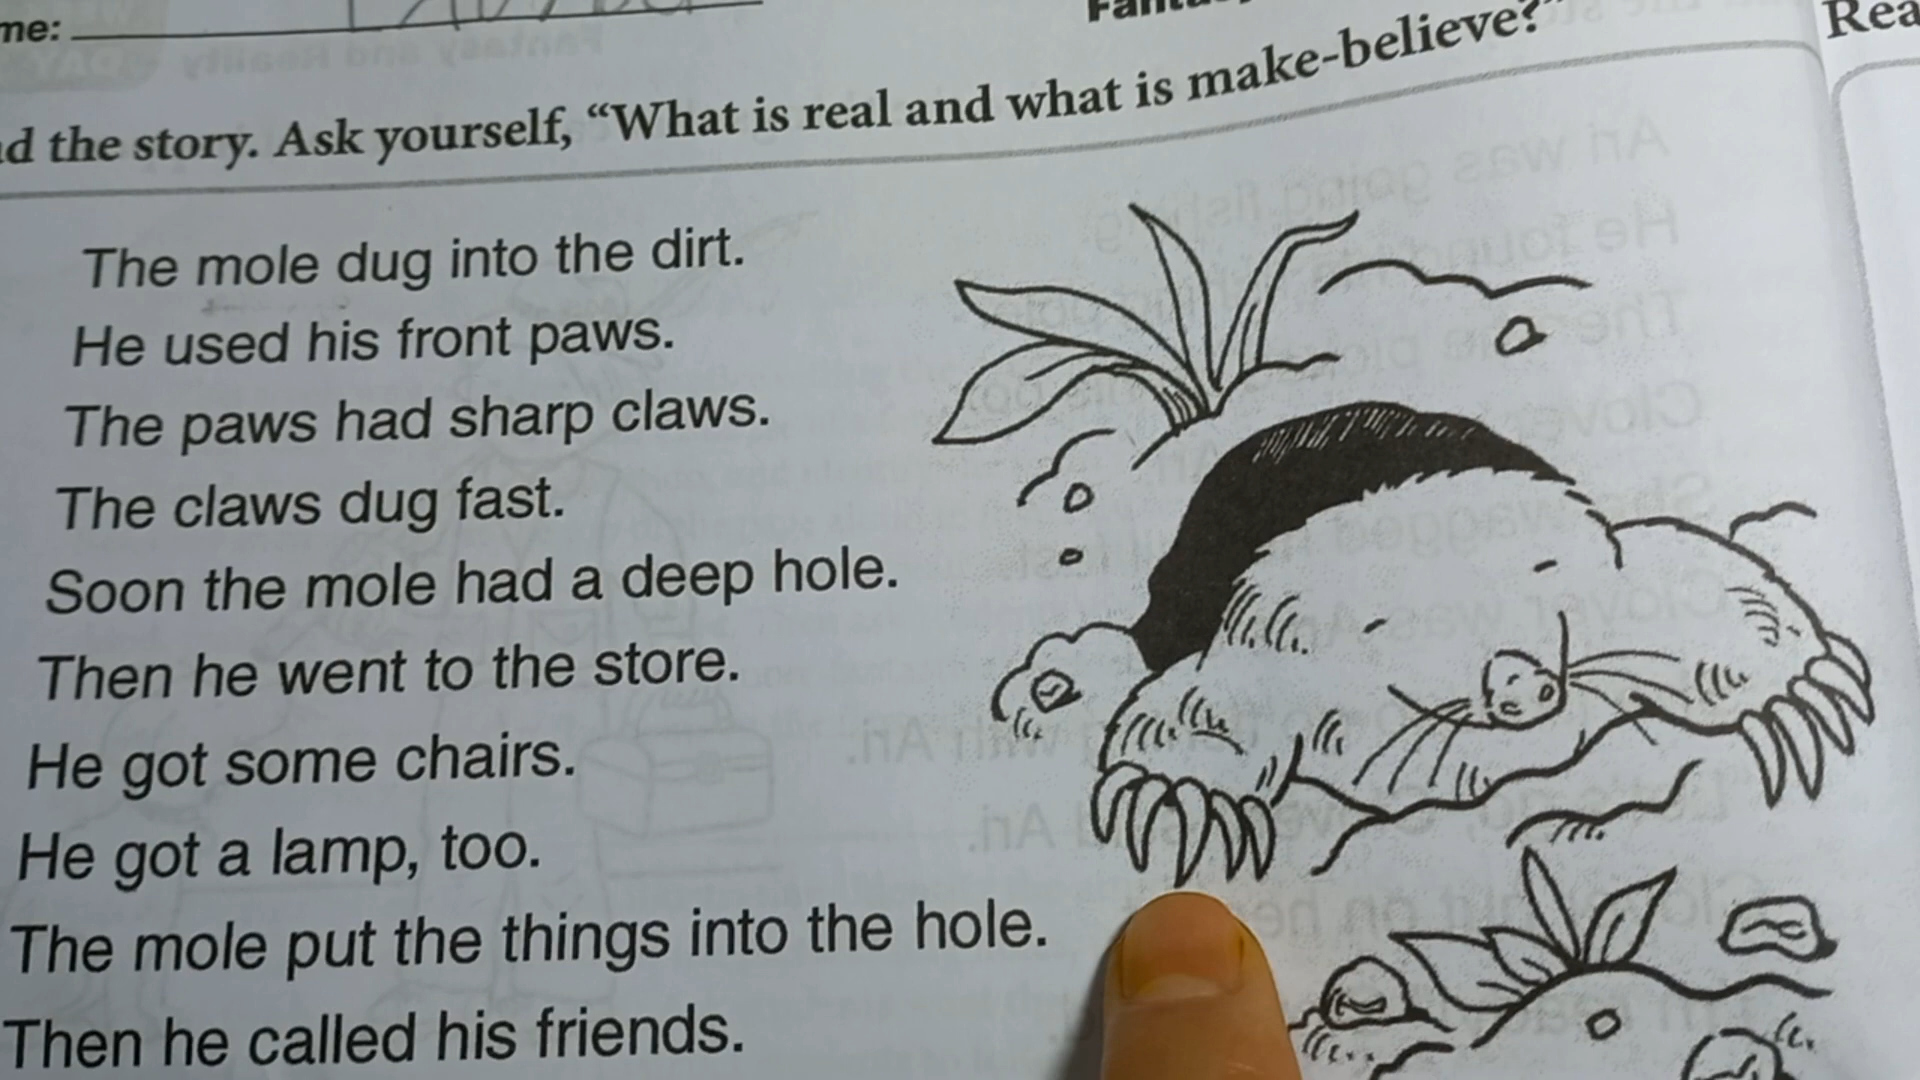 me:
d the story. Ask yourself, “What is real and what is make-believe?”
Rea
The mole dug into the dirt.
He used his front paws.
The paws had sharp claws.
The claws dug fast.
Soon the mole had a deep hole.
Then he went to the store.
He got some chairs.
He got a lamp, too.
The mole put the things into the hole.
Then he called his friends.